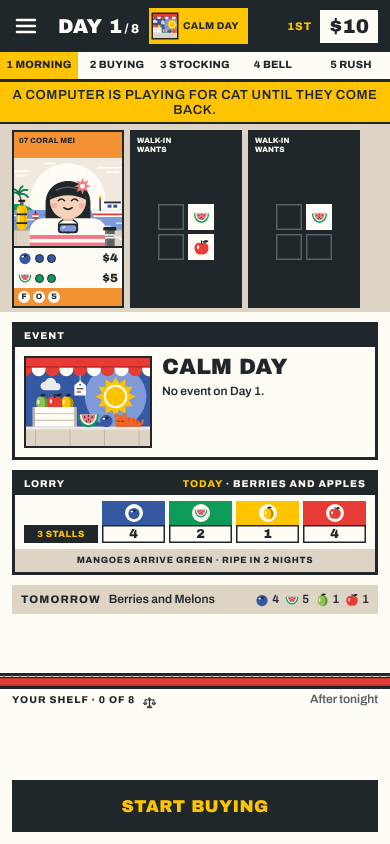 DAY 1 / 8
CALM DAY
1ST
$10
1 MORNING
2 BUYING
3 STOCKING
4 BELL
5 RUSH
A COMPUTER IS PLAYING FOR CAT UNTIL THEY COME
BACK.
07 CORAL MEI
$4
$5
F O S
WALK-IN
WANTS
WALK-IN
WANTS
EVENT
CALM DAY
No event on Day 1.
LORRY
TODAY · BERRIES AND APPLES
3 STALLS
4
2
1
4
MANGOES ARRIVE GREEN · RIPE IN 2 NIGHTS
TOMORROW Berries and Melons
4 5 1 1
YOUR SHELF · 0 OF 8
After tonight
START BUYING